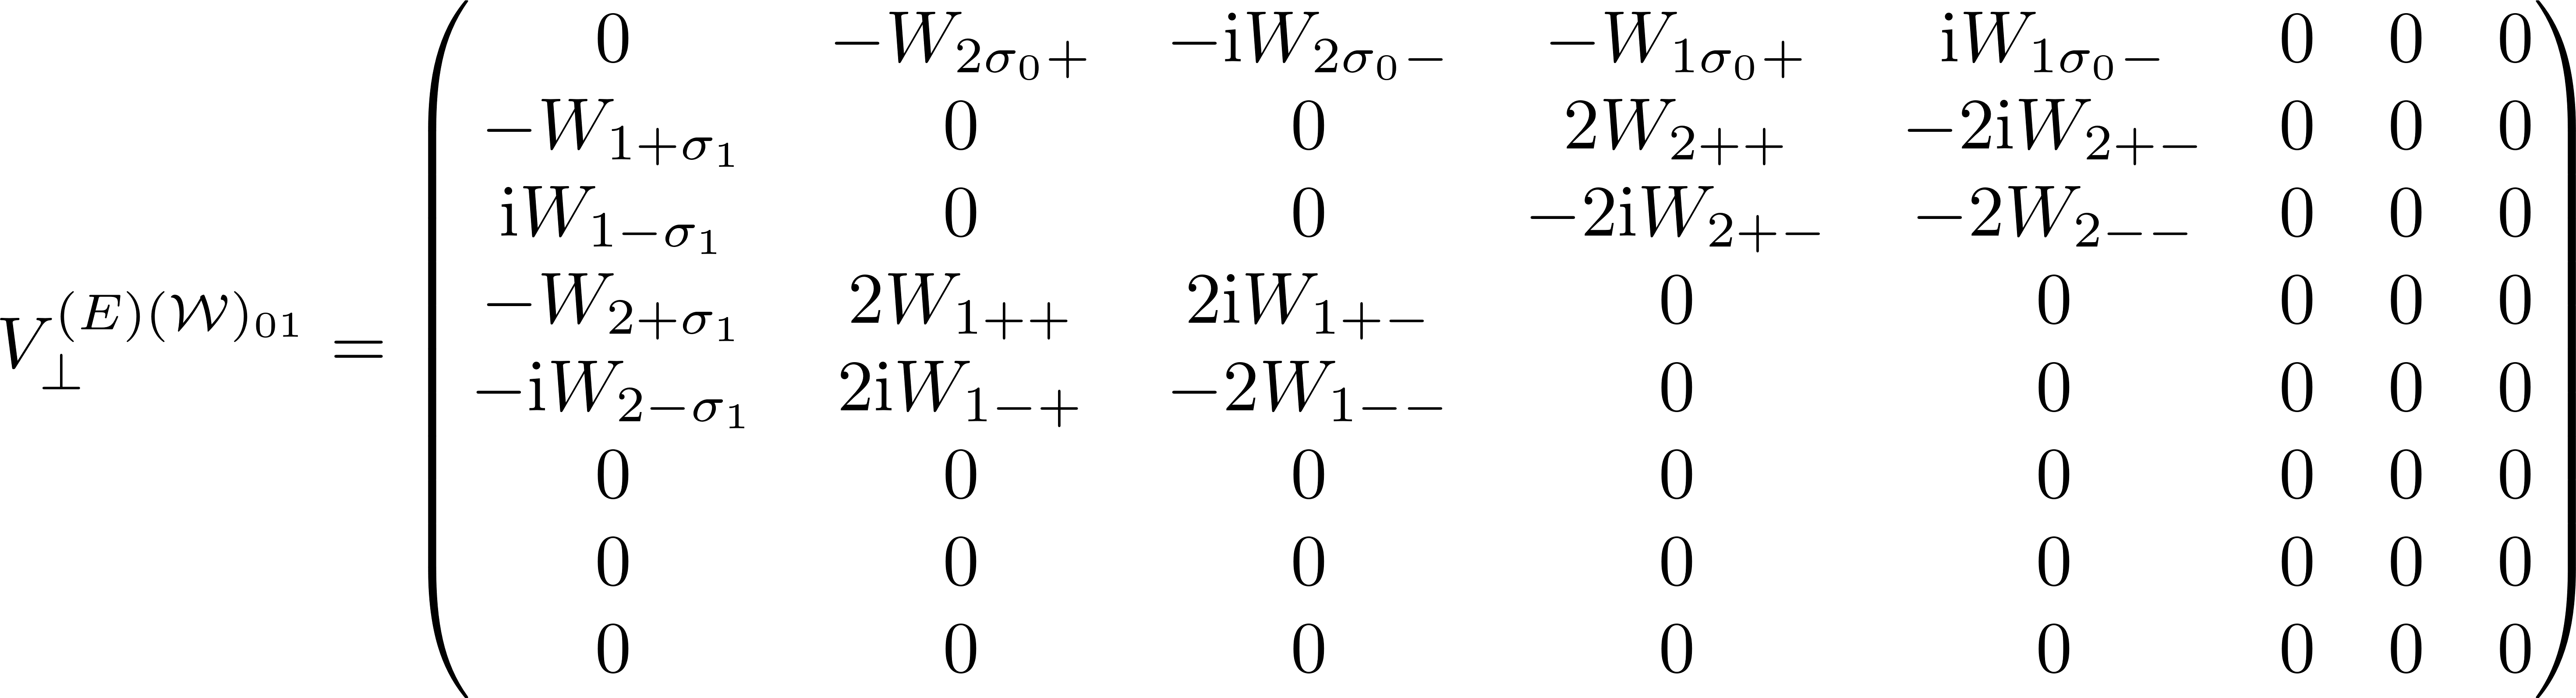 $V_{\perp}^{(E)(\mathcal{W})_{01}} = \begin{pmatrix}
0 & -W_{2\sigma_0+} & -\mathrm{i}W_{2\sigma_0-} & -W_{1\sigma_0+} & \mathrm{i}W_{1\sigma_0-} & 0 & 0 & 0 \\
-W_{1+\sigma_1} & 0 & 0 & 2W_{2++} & -2\mathrm{i}W_{2+-} & 0 & 0 & 0 \\
\mathrm{i}W_{1-\sigma_1} & 0 & 0 & -2\mathrm{i}W_{2+-} & -2W_{2--} & 0 & 0 & 0 \\
-W_{2+\sigma_1} & 2W_{1++} & 2\mathrm{i}W_{1+-} & 0 & 0 & 0 & 0 & 0 \\
-\mathrm{i}W_{2-\sigma_1} & 2\mathrm{i}W_{1-+} & -2W_{1--} & 0 & 0 & 0 & 0 & 0 \\
0 & 0 & 0 & 0 & 0 & 0 & 0 & 0 \\
0 & 0 & 0 & 0 & 0 & 0 & 0 & 0 \\
0 & 0 & 0 & 0 & 0 & 0 & 0 & 0
\end{pmatrix}$